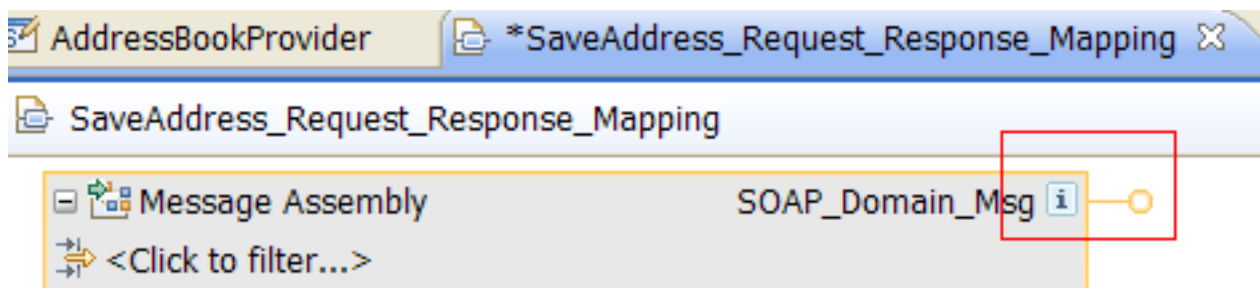 AddressBookProvider *SaveAddress_Request_Response_Mapping
SaveAddress_Request_Response_Mapping
Message Assembly SOAP_Domain_Msg i
<Click to filter...>